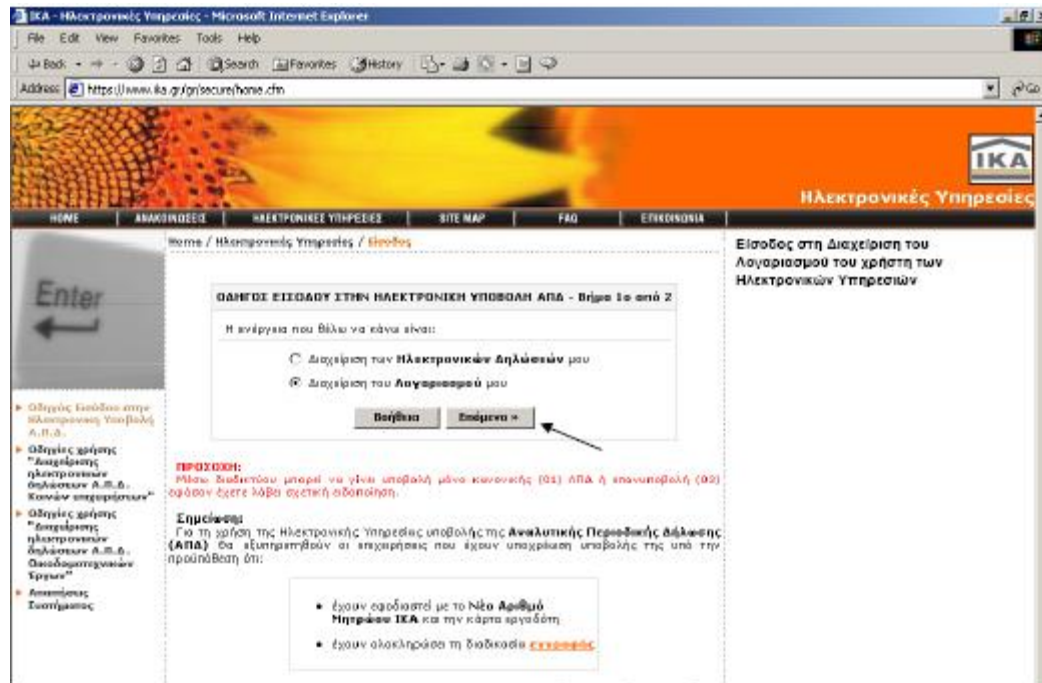 ΙΚΑ - Ηλεκτρονικές Υπηρεσίες - Microsoft Internet Explorer
File Edit View Favorites Tools Help
Back Search Favorites History
Address https://www.ika.gr/gr/secure/home.cfm Go
ΙΚΑ
Ηλεκτρονικές Υπηρεσίες
HOME | ΑΝΑΚΟΙΝΩΣΕΙΣ | ΗΛΕΚΤΡΟΝΙΚΕΣ ΥΠΗΡΕΣΙΕΣ | SITE MAP | FAQ | ΕΠΙΚΟΙΝΩΝΙΑ
Home / Ηλεκτρονικές Υπηρεσίες / Είσοδος
Enter
Οδηγός Εισόδου στην
Ηλεκτρονική Υποβολή
Α.Π.Δ.
Οδηγίες χρήσης
"Διαχείρισης
ηλεκτρονικών
δηλώσεων Α.Π.Δ.
Κοινών επιχειρήσεων"
Οδηγίες χρήσης
"Διαχείρισης
ηλεκτρονικών
δηλώσεων Α.Π.Δ.
Οικοδομοτεχνικών
Έργων"
Απαιτήσεις
Συστήματος
ΟΔΗΓΟΣ ΕΙΣΟΔΟΥ ΣΤΗΝ ΗΛΕΚΤΡΟΝΙΚΗ ΥΠΟΒΟΛΗ ΑΠΔ - Βήμα 1ο από 2
Η ενέργεια που θέλω να κάνω είναι:
Διαχείριση των Ηλεκτρονικών Δηλώσεών μου
Διαχείριση του Λογαριασμού μου
Βοήθεια Επόμενο »
ΠΡΟΣΟΧΗ:
Μέσω διαδικτύου μπορεί να γίνει υποβολή μόνο κανονικής (01) ΑΠΔ ή επανυποβολή (03)
εφόσον έχετε λάβει σχετική ειδοποίηση.
Σημείωση:
Για τη χρήση της Ηλεκτρονικής Υπηρεσίας υποβολής της Αναλυτικής Περιοδικής Δήλωσης
(ΑΠΔ) θα εξυπηρετηθούν οι επιχειρήσεις που έχουν υποχρέωση υποβολής της υπό την
προϋπόθεση ότι:
έχουν εφοδιαστεί με το Νέο Αριθμό
Μητρώου ΙΚΑ και την κάρτα εργοδότη
έχουν ολοκληρώσει τη διαδικασία εγγραφής
Είσοδος στη Διαχείριση του
Λογαριασμού του χρήστη των
Ηλεκτρονικών Υπηρεσιών